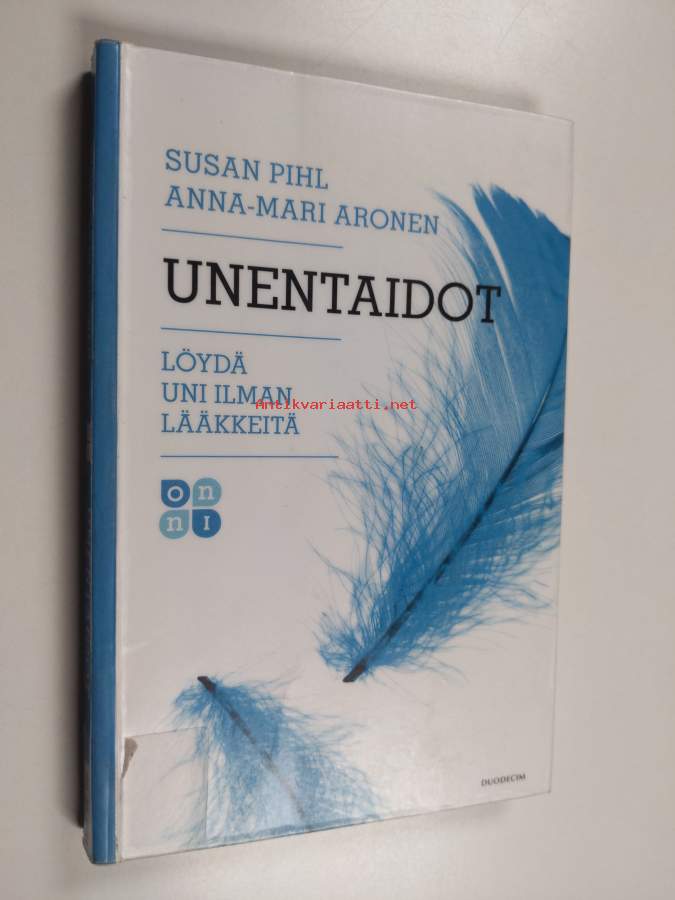 SUSAN PIHL
ANNA-MARI ARONEN
UNENTAIDOT
LÖYDÄ
UNI ILMAN
LÄÄKKEITÄ
Antikvariaatti.net
ON
NI
DUODECIM